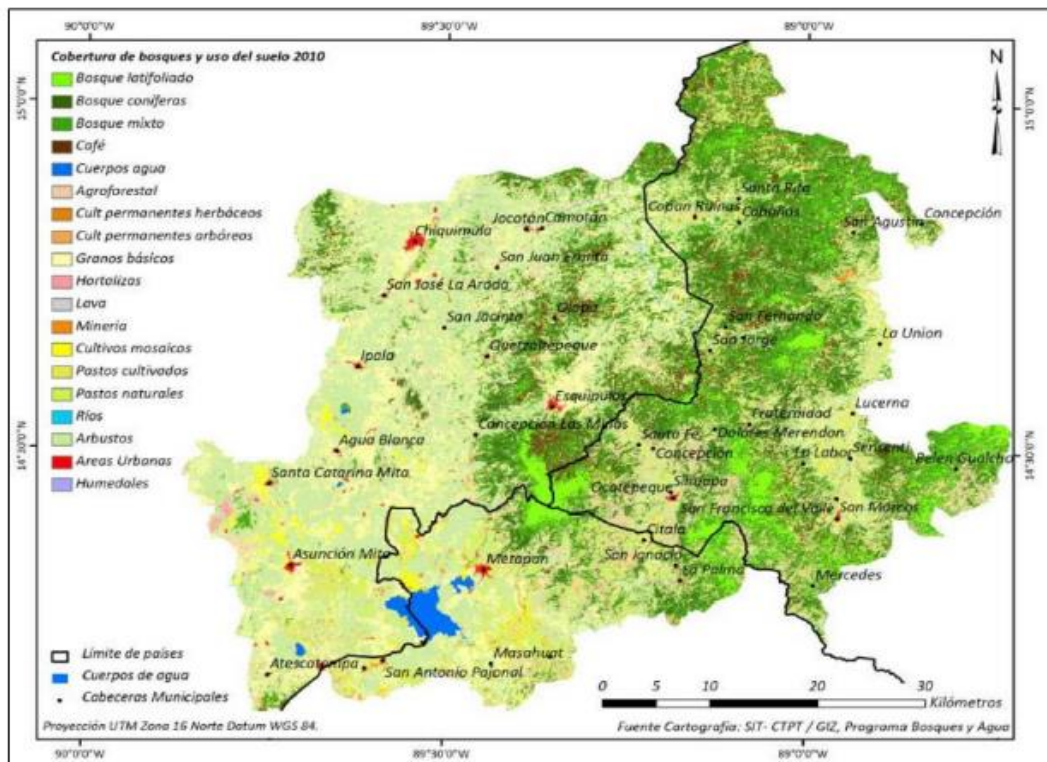 90°0'0"W 89°30'0"W 89°0'0"W
Cobertura de bosques y uso del suelo 2010
Bosque latifoliado
Bosque coníferas
Bosque mixto
Café
Cuerpos agua
Agroforestal
Cult permanentes herbáceos
Cult permanentes arbóreos
Granos básicos
Hortalizas
Lava
Mineria
Cultivos mosaicos
Pastos cultivados
Pastos naturales
Ríos
Arbustos
Areas Urbanas
Humedales
N
15°0'0"N 15°0'0"N
14°30'0"N 14°30'0"N
Santa Rita
Copan Ruinas
Cabañas
San Agustin
Concepción
Jocotán
Camotán
Chiquimula
San Juan Ermita
San José La Arada
Olopa
San Jacinto
San Fernando
San Jorge
La Union
Quetzaltepeque
Ipala
Esquipulas
Lucerna
Fraternidad
Concepción Las Minas
Dolores Merendon
Santa Fé
Concepción
Agua Blanca
La Labor
Sensenti
Belen Gualcho
Santa Catarina Mita
Ocotepeque
Sinuapa
San Francisco del Valle
San Marcos
Citala
Asunción Mita
Metapan
San Ignacio
La Palma
Mercedes
Masahuat
Atescatempa
San Antonio Pajonal
Límite de países
Cuerpos de agua
Cabeceras Municipales
0 5 10 20 30
Kilómetros
Proyección UTM Zona 16 Norte Datum WGS 84.
Fuente Cartografía: SIT- CTPT / GIZ, Programa Bosques y Agua
90°0'0"W 89°30'0"W 89°0'0"W